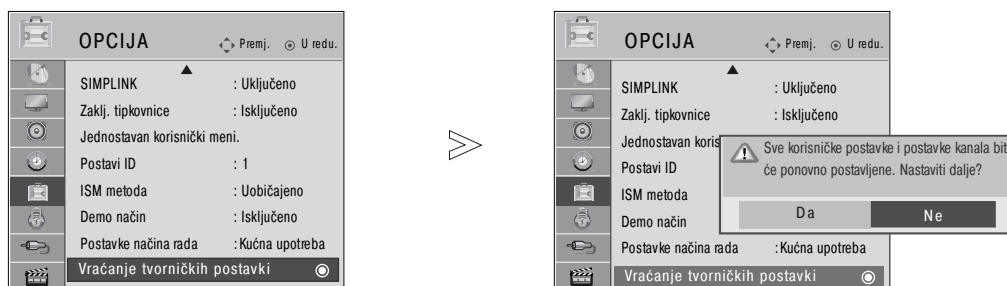 OPCIJA
Premj. U redu.
SIMPLINK : Uključeno
Zaklj. tipkovnice : Isključeno
Jednostavan korisnički meni.
Postavi ID : 1
ISM metoda : Uobičajeno
Demo način : Isključeno
Postavke načina rada : Kućna upotreba
Vraćanje tvorničkih postavki
OPCIJA
Premj. U redu.
SIMPLINK : Uključeno
Zaklj. tipkovnice : Isključeno
Jednostavan koris
Postavi ID
ISM metoda
Demo način
Postavke načina rada : Kućna upotreba
Vraćanje tvorničkih postavki
Sve korisničke postavke i postavke kanala bit
će ponovno postavljene. Nastaviti dalje?
Da Ne